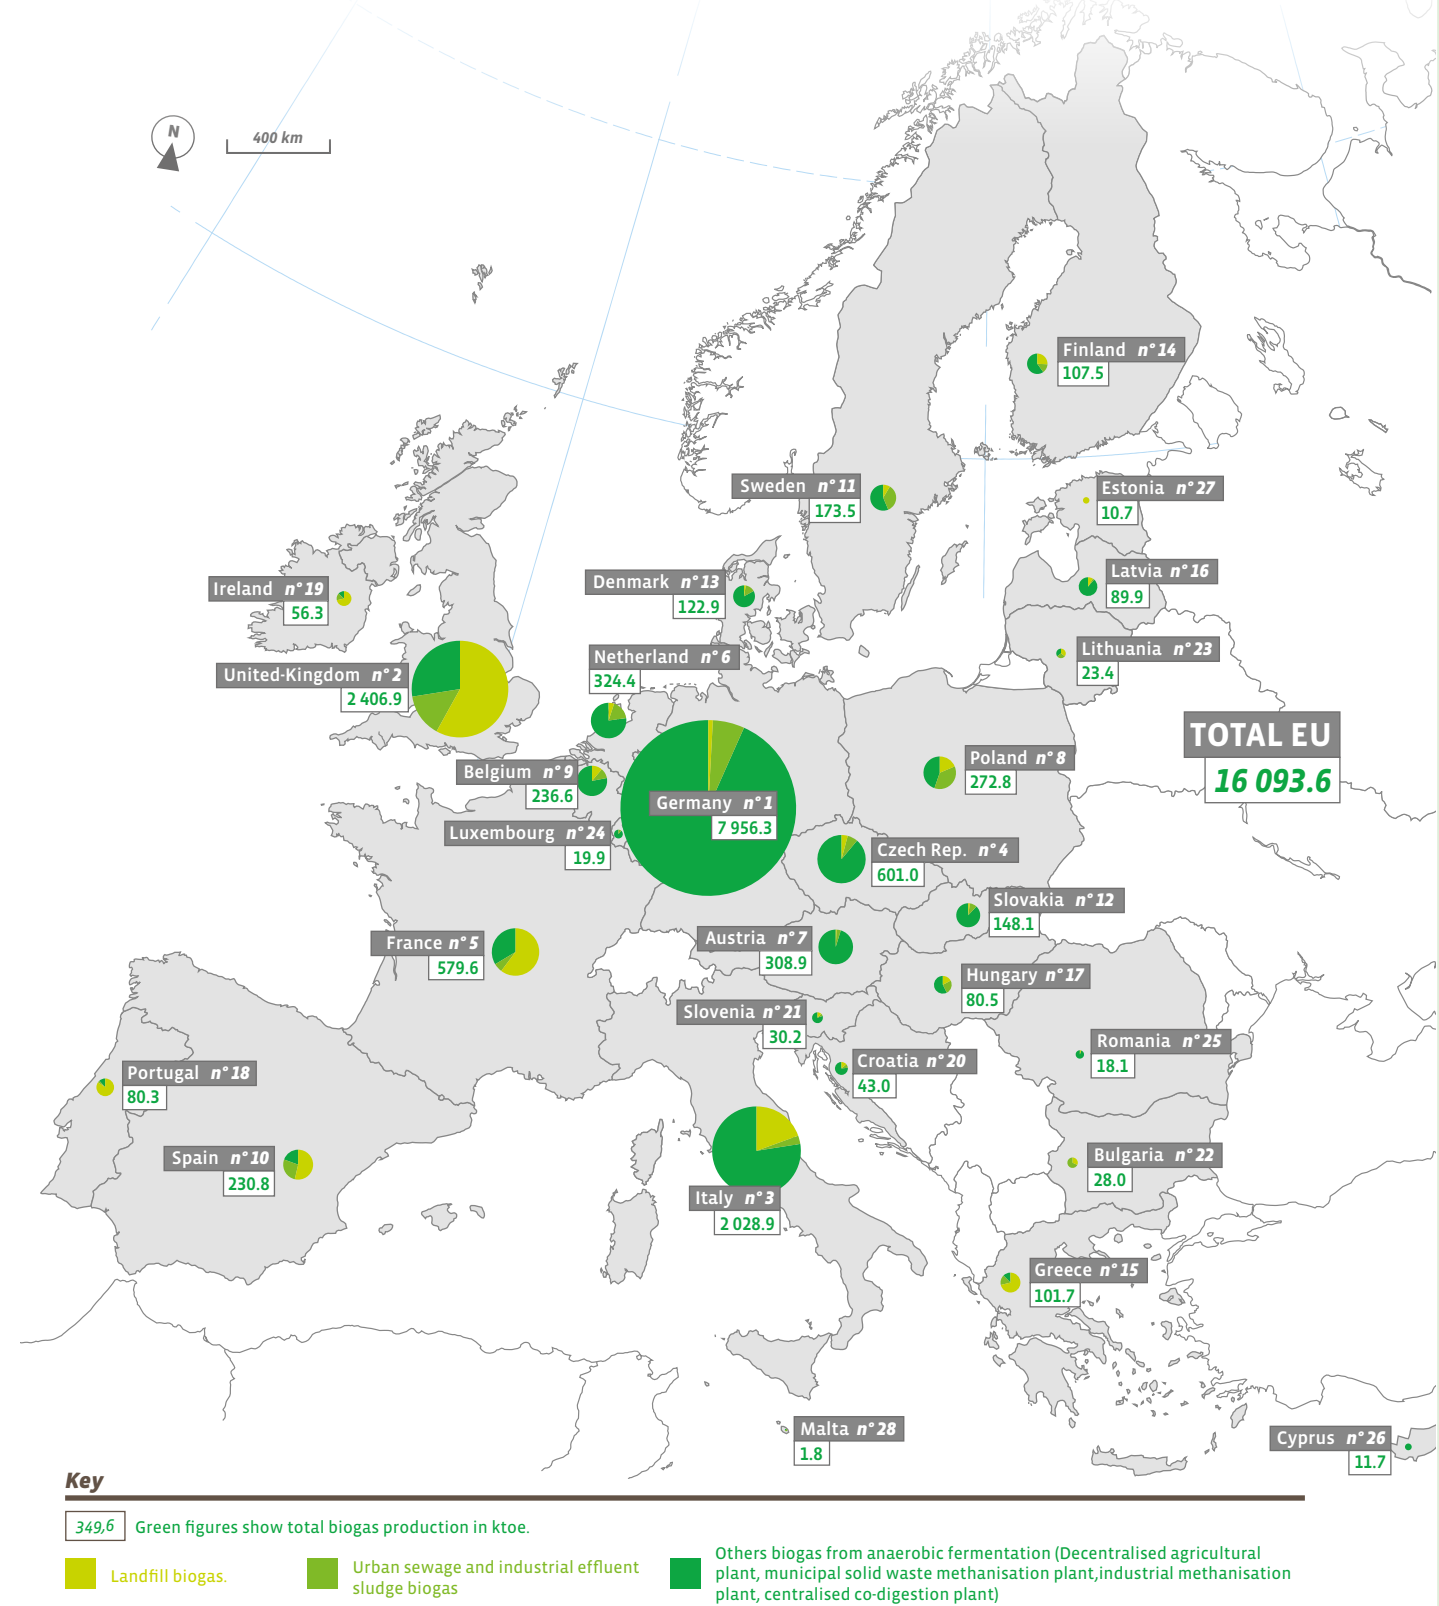 N
400 km
Finland n° 14
107.5
Sweden n° 11
173.5
Estonia n° 27
10.7
Latvia n° 16
89.9
Ireland n° 19
56.3
Denmark n° 13
122.9
Lithuania n° 23
23.4
United-Kingdom n° 2
2 406.9
Netherland n° 6
324.4
TOTAL EU
16 093.6
Poland n° 8
272.8
Belgium n° 9
236.6
Germany n° 1
7 956.3
Luxembourg n° 24
19.9
Czech Rep. n° 4
601.0
Slovakia n° 12
148.1
France n° 5
579.6
Austria n° 7
308.9
Hungary n° 17
80.5
Slovenia n° 21
30.2
Romania n° 25
18.1
Croatia n° 20
43.0
Portugal n° 18
80.3
Spain n° 10
230.8
Bulgaria n° 22
28.0
Italy n° 3
2 028.9
Greece n° 15
101.7
Malta n° 28
1.8
Cyprus n° 26
11.7
Key
349,6 Green figures show total biogas production in ktoe.
Landfill biogas.
Urban sewage and industrial effluent
sludge biogas
Others biogas from anaerobic fermentation (Decentralised agricultural
plant, municipal solid waste methanisation plant,industrial methanisation
plant, centralised co-digestion plant)